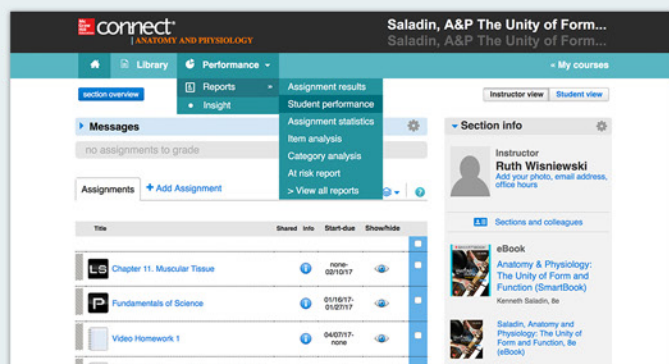 Mc Graw Hill Education
connect®
| ANATOMY AND PHYSIOLOGY
Saladin, A&P The Unity of Form...
Saladin, A&P The Unity of Form...
Library
Performance
« My courses
section overview
Reports »
Insight
Assignment results
Student performance
Assignment statistics
Item analysis
Category analysis
At risk report
> View all reports
Instructor view
Student view
Messages
no assignments to grade
Assignments
+ Add Assignment
?
Title Shared Info Start-due Show/hide
LS Chapter 11. Muscular Tissue i none-
02/10/17
P Fundamentals of Science i 01/16/17-
01/27/17
Video Homework 1 i 04/07/17-
none
Section info
Instructor
Ruth Wisniewski
Add your photo, email address,
office hours
Sections and colleagues
eBook
Anatomy & Physiology:
The Unity of Form and
Function (SmartBook)
Kenneth Saladin, 8e
Saladin, Anatomy and
Physiology: The Unity of
Form and Function, 8e
(eBook)